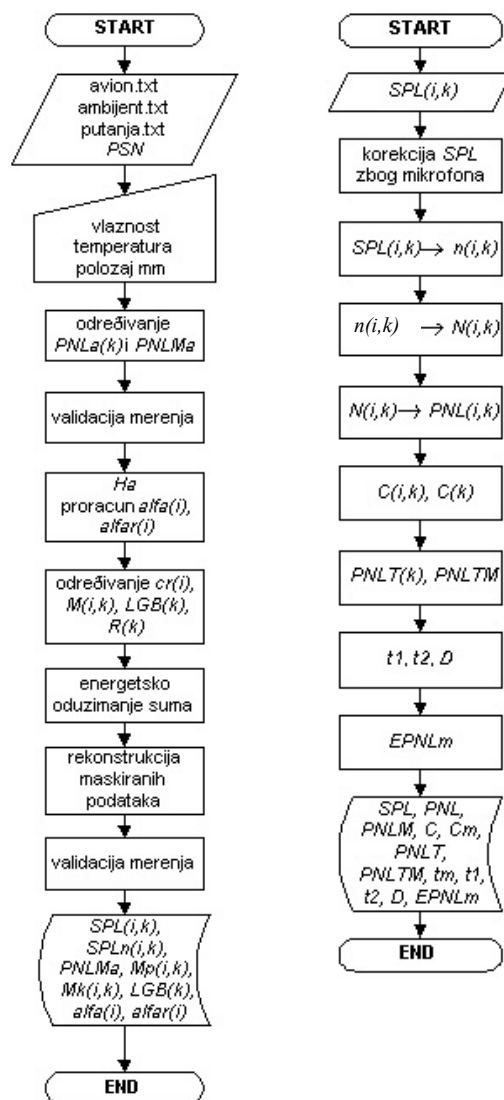 START
avion.txt
ambijent.txt
putanja.txt
PSN
vlaznost
temperatura
polozaj mm
određivanje
PNLa(k)i PNLMa
validacija merenja
Ha
proracun alfa(i),
alfar(i)
određivanje cr(i),
M(i,k), LGB(k),
R(k)
energetsko
oduzimanje suma
rekonstrukcija
maskiranih
podataka
validacija merenja
SPL(i,k),
SPLn(i,k),
PNLMa, Mp(i,k),
Mk(i,k), LGB(k),
alfa(i), alfar(i)
END
START
SPL(i,k)
korekcija SPL
zbog mikrofona
SPL(i,k)→ n(i,k)
n(i,k) → N(i,k)
N(i,k)→ PNL(i,k)
C(i,k), C(k)
PNLT(k), PNLTM
t1, t2, D
EPNLm
SPL, PNL,
PNLM, C, Cm,
PNLT,
PNLTM, tm, t1,
t2, D, EPNLm
END